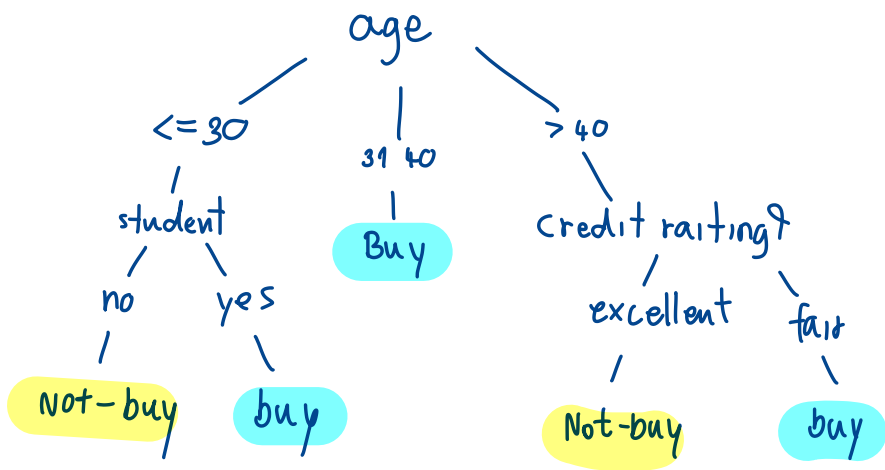 age
<=30
31 40
> 40
student
Buy
credit raiting?
no
yes
excellent
fair
Not-buy
buy
Not-buy
buy